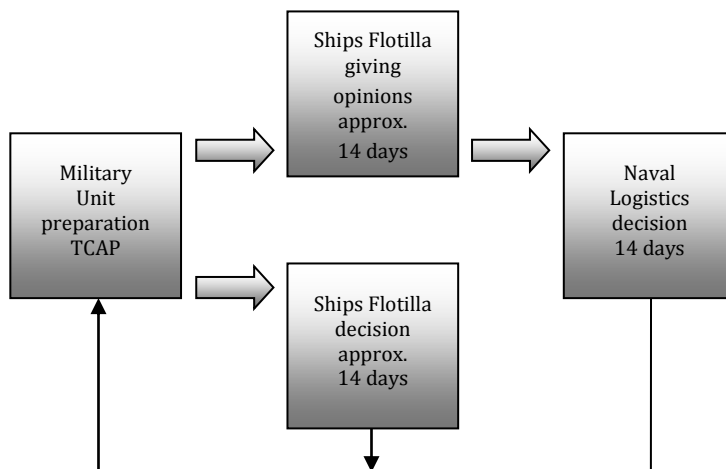 Military
Unit
preparation
TCAP
Ships Flotilla
giving
opinions
approx.
14 days
Naval
Logistics
decision
14 days
Ships Flotilla
decision
approx.
14 days